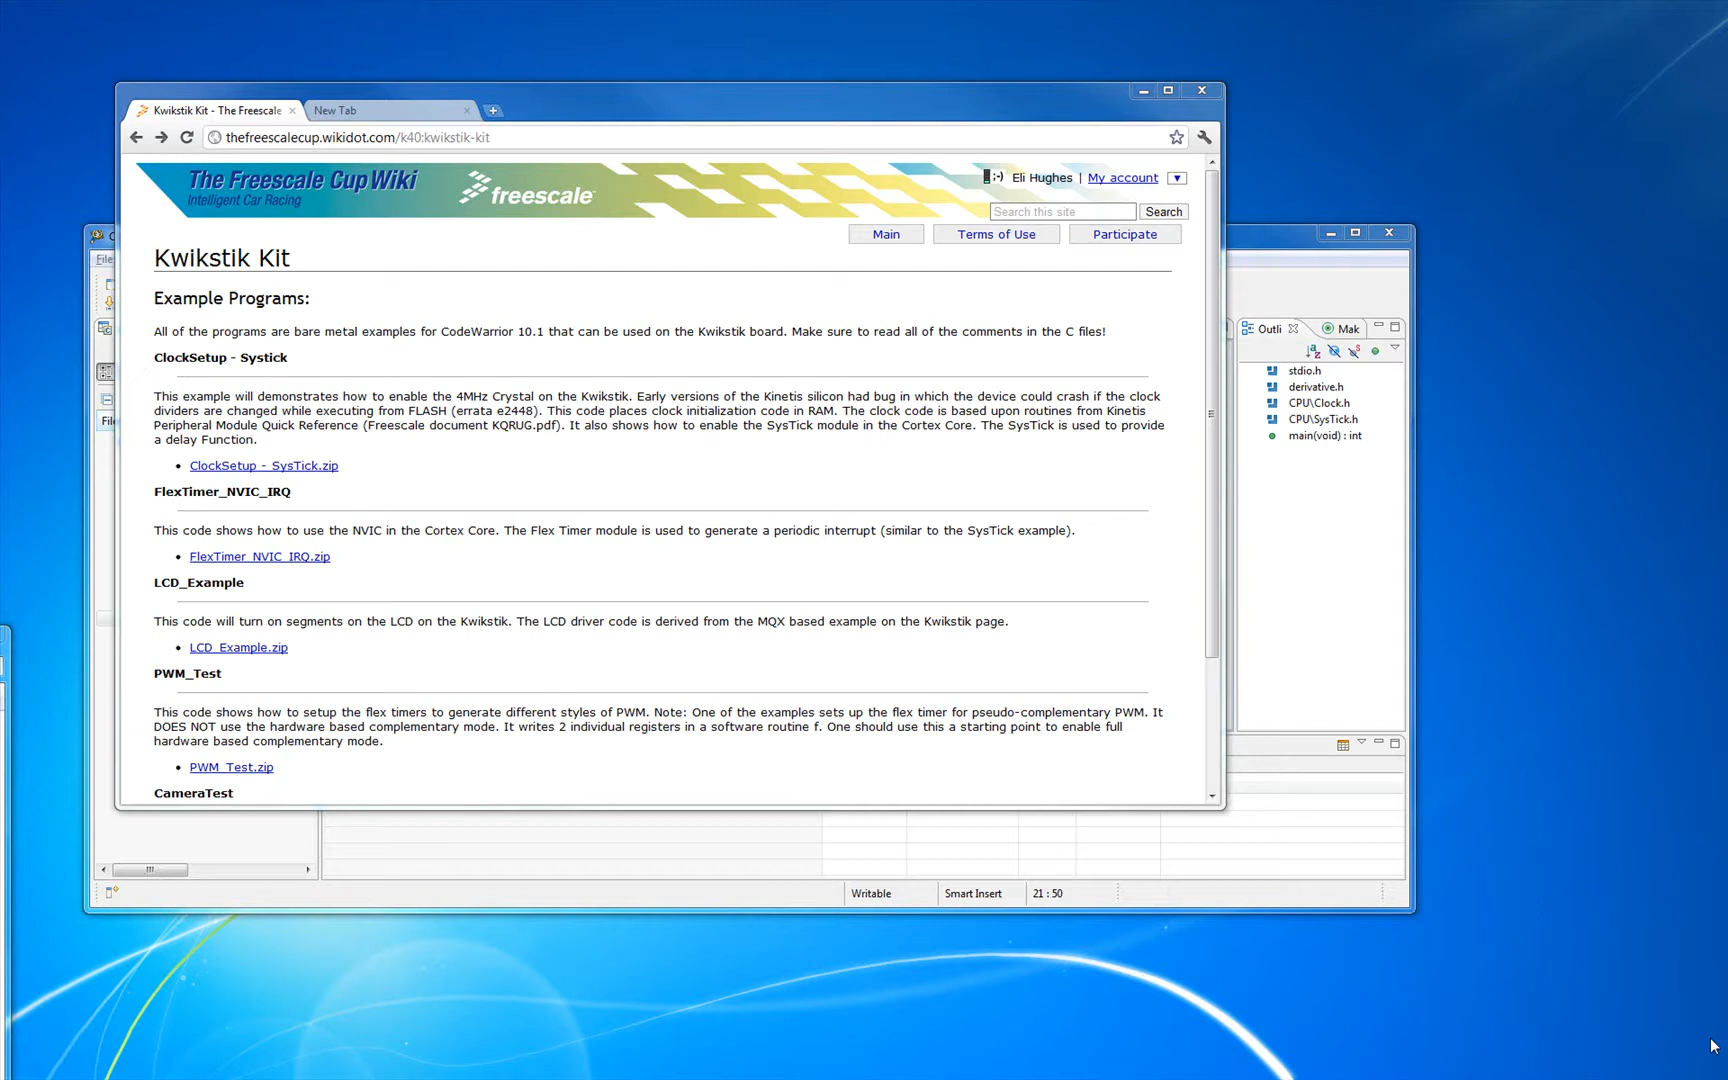 Kwikstik Kit - The Freescale
New Tab
thefreescalecup.wikidot.com/k40:kwikstik-kit
The Freescale Cup Wiki
Intelligent Car Racing
freescale
Eli Hughes | My account
Search this site
Search
Main
Terms of Use
Participate
Kwikstik Kit
Example Programs:
All of the programs are bare metal examples for CodeWarrior 10.1 that can be used on the Kwikstik board. Make sure to read all of the comments in the C files!
ClockSetup - Systick
This example will demonstrates how to enable the 4MHz Crystal on the Kwikstik. Early versions of the Kinetis silicon had bug in which the device could crash if the clock
dividers are changed while executing from FLASH (errata e2448). This code places clock initialization code in RAM. The clock code is based upon routines from Kinetis
Peripheral Module Quick Reference (Freescale document KQRUG.pdf). It also shows how to enable the SysTick module in the Cortex Core. The SysTick is used to provide
a delay Function.
• ClockSetup - SysTick.zip
FlexTimer_NVIC_IRQ
This code shows how to use the NVIC in the Cortex Core. The Flex Timer module is used to generate a periodic interrupt (similar to the SysTick example).
• FlexTimer_NVIC_IRQ.zip
LCD_Example
This code will turn on segments on the LCD on the Kwikstik. The LCD driver code is derived from the MQX based example on the Kwikstik page.
• LCD_Example.zip
PWM_Test
This code shows how to setup the flex timers to generate different styles of PWM. Note: One of the examples sets up the flex timer for pseudo-complementary PWM. It
DOES NOT use the hardware based complementary mode. It writes 2 individual registers in a software routine f. One should use this a starting point to enable full
hardware based complementary mode.
• PWM_Test.zip
CameraTest
File
Fil
Outli
Mak
stdio.h
derivative.h
CPU\Clock.h
CPU\SysTick.h
main(void) : int
Writable
Smart Insert
21 : 50